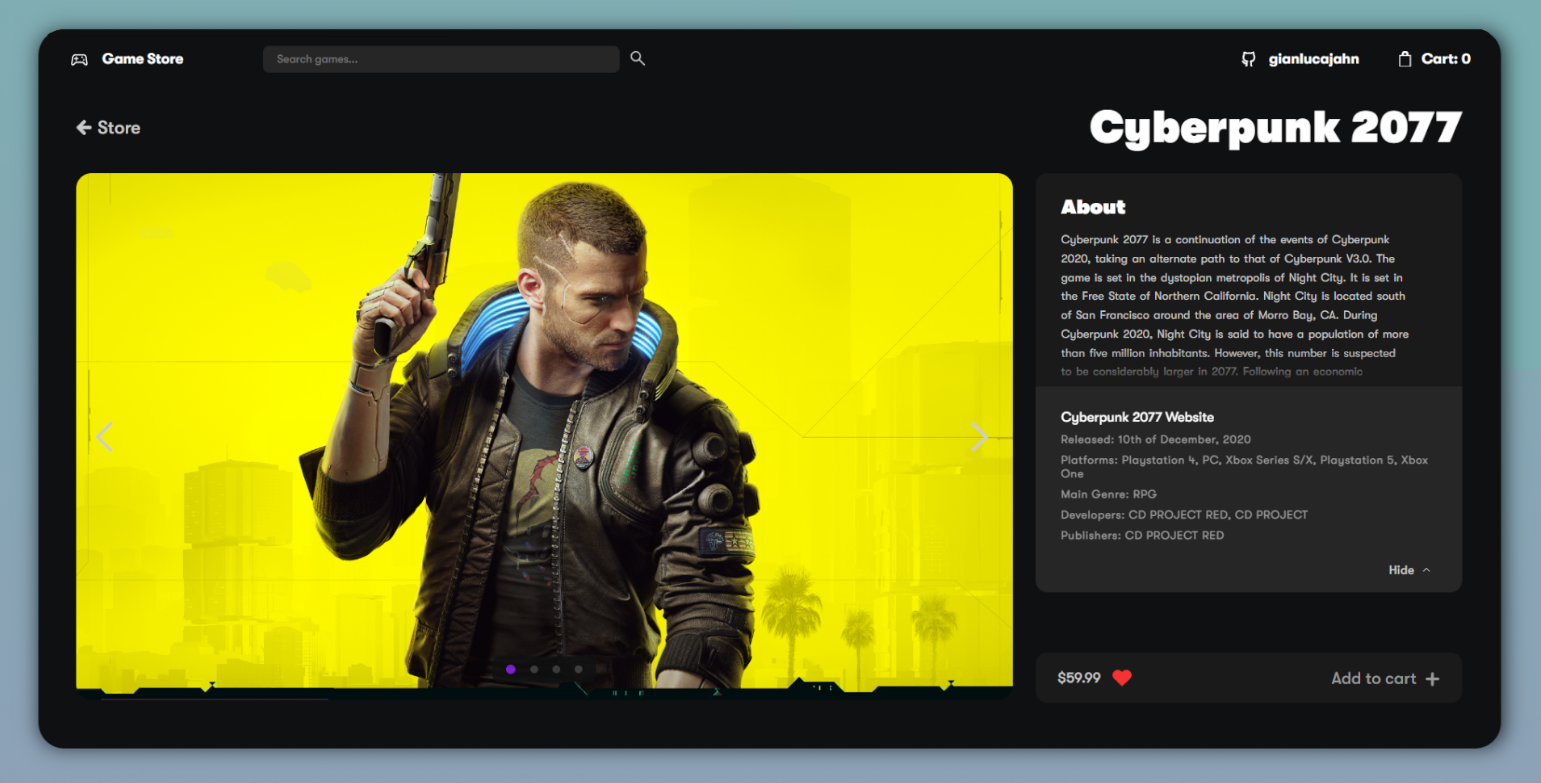 Game Store
Search games...
gianlucajahn
Cart: 0
Store
Cyberpunk 2077
About
Cyberpunk 2077 is a continuation of the events of Cyberpunk
2020, taking an alternate path to that of Cyberpunk V3.0. The
game is set in the dystopian metropolis of Night City. It is set in
the Free State of Northern California. Night City is located south
of San Francisco around the area of Morro Bay, CA. During
Cyberpunk 2020, Night City is said to have a population of more
than five million inhabitants. However, this number is suspected
to be considerably larger in 2077. Following an economic
Cyberpunk 2077 Website
Released: 10th of December, 2020
Platforms: Playstation 4, PC, Xbox Series S/X, Playstation 5, Xbox
One
Main Genre: RPG
Developers: CD PROJECT RED, CD PROJECT
Publishers: CD PROJECT RED
Hide
$59.99
Add to cart